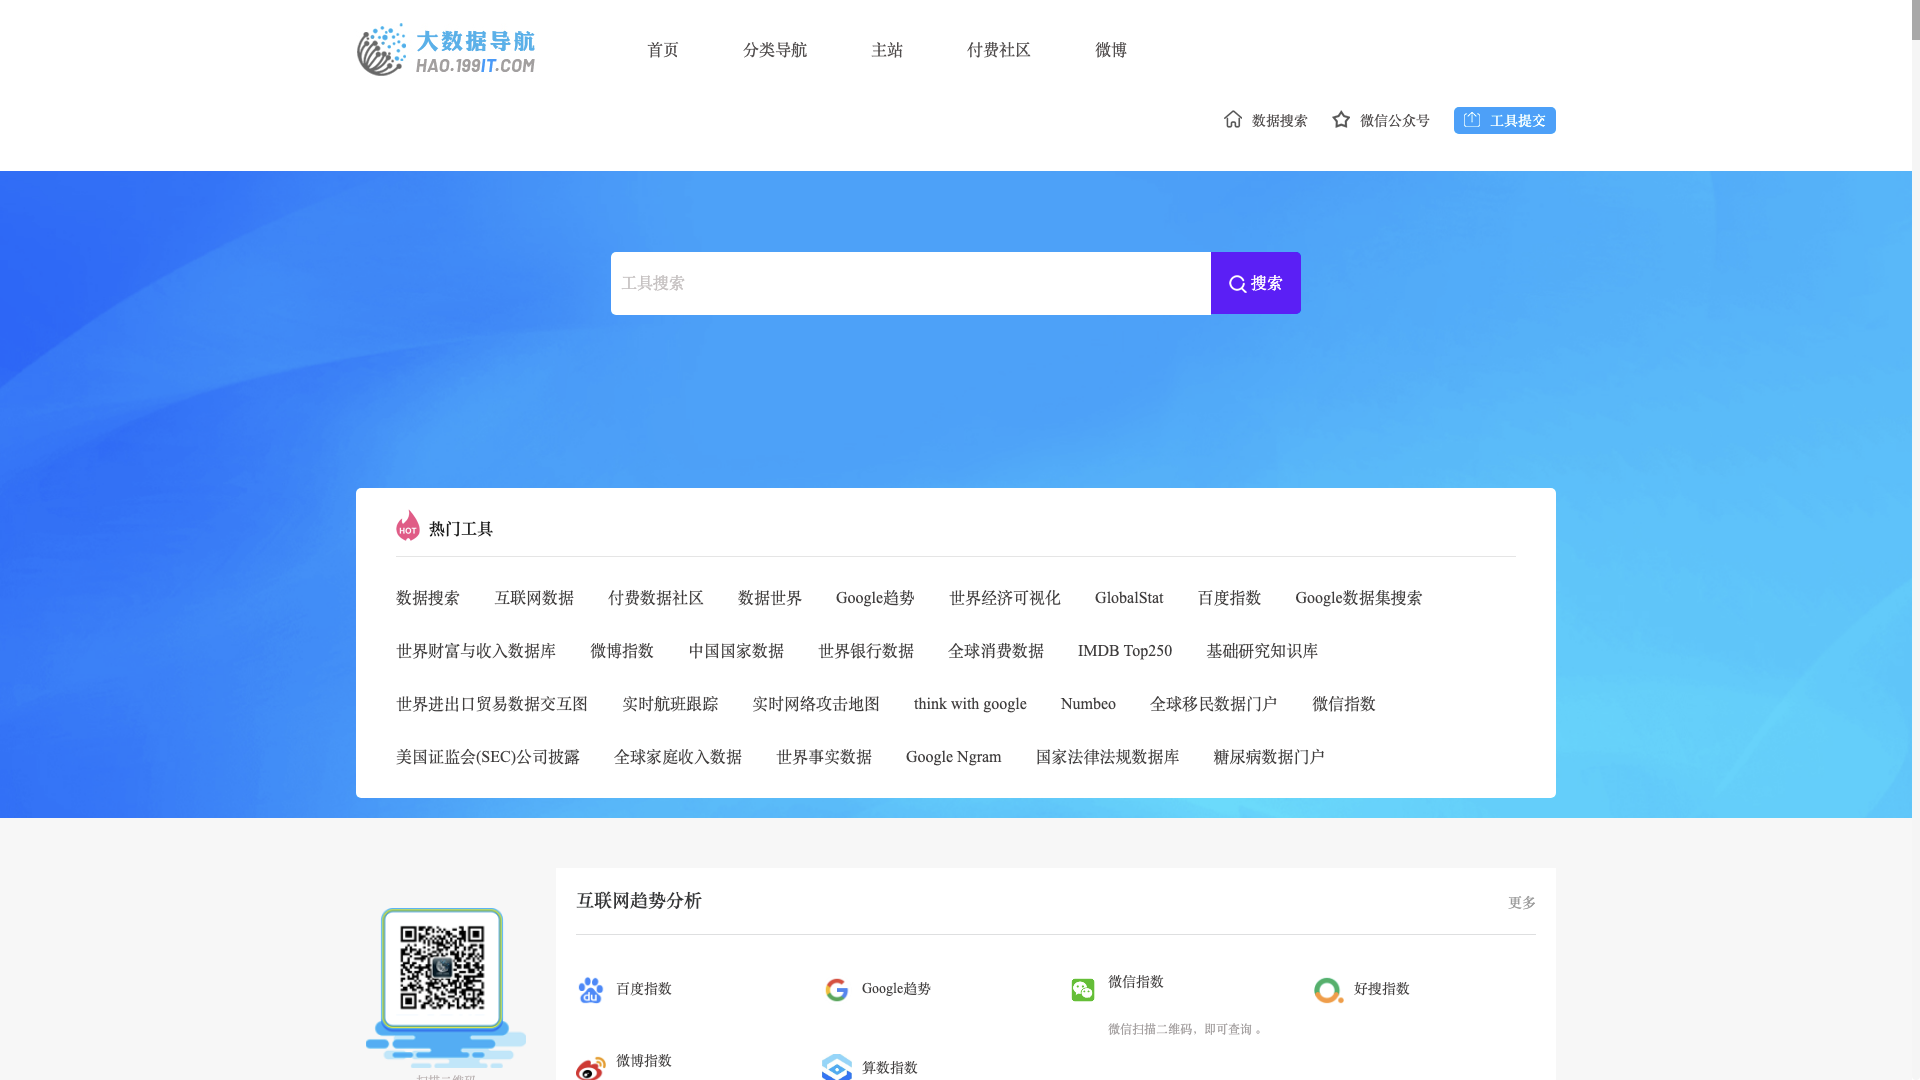 大数据导航
HAO.199IT.COM
首页 分类导航 主站 付费社区 微博
数据搜索 微信公众号 工具提交
工具搜索 搜索
HOT 热门工具
数据搜索 互联网数据 付费数据社区 数据世界 Google趋势 世界经济可视化 GlobalStat 百度指数 Google数据集搜索
世界财富与收入数据库 微博指数 中国国家数据 世界银行数据 全球消费数据 IMDB Top250 基础研究知识库
世界进出口贸易数据交互图 实时航班跟踪 实时网络攻击地图 think with google Numbeo 全球移民数据门户 微信指数
美国证监会(SEC)公司披露 全球家庭收入数据 世界事实数据 Google Ngram 国家法律法规数据库 糖尿病数据门户
互联网趋势分析 更多
du 百度指数 Google趋势 微信指数 好搜指数
微信扫描二维码，即可查询 。
微博指数 算数指数
扫描二维码